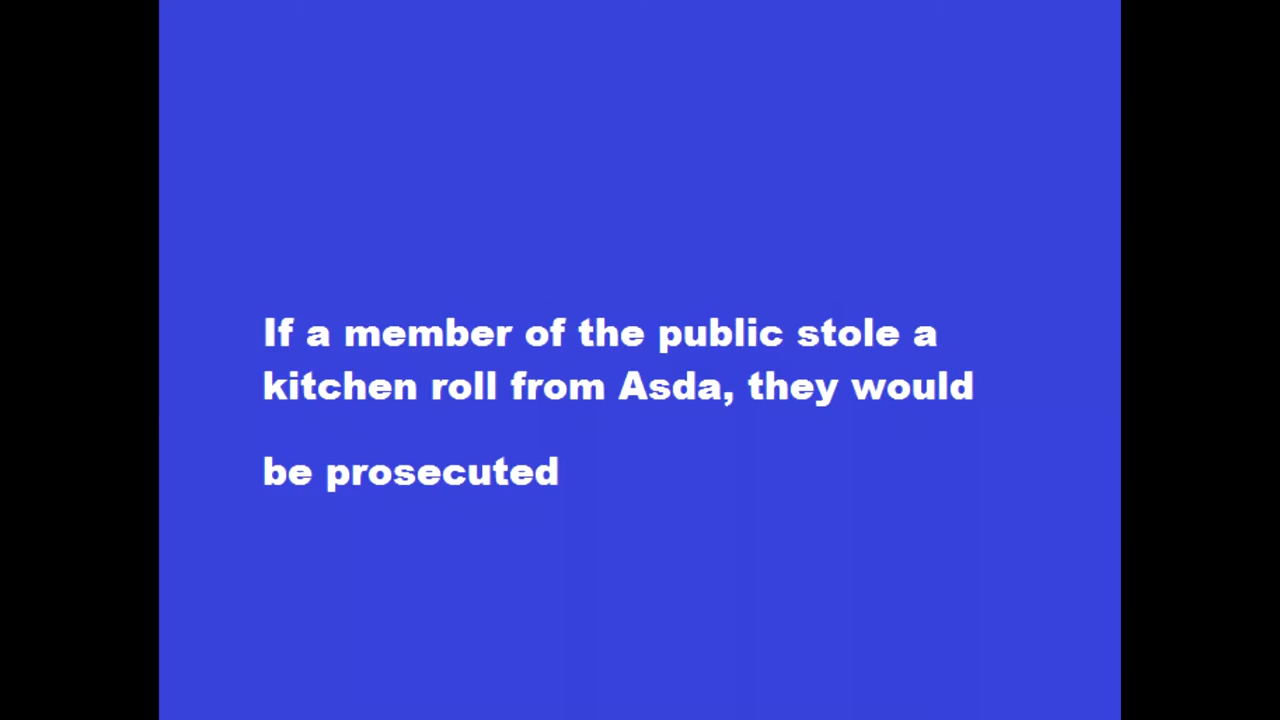 If a member of the public stole a
kitchen roll from Asda, they would
be prosecuted